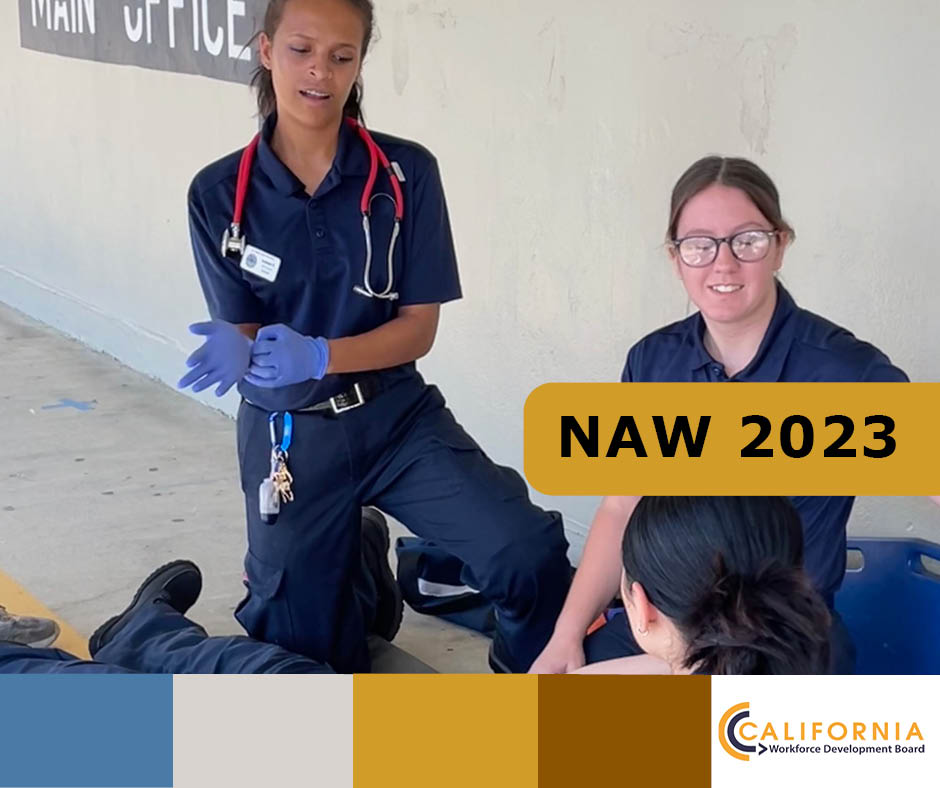 MAIN OFFICE
NAW 2023
CALIFORNIA
Workforce Development Board